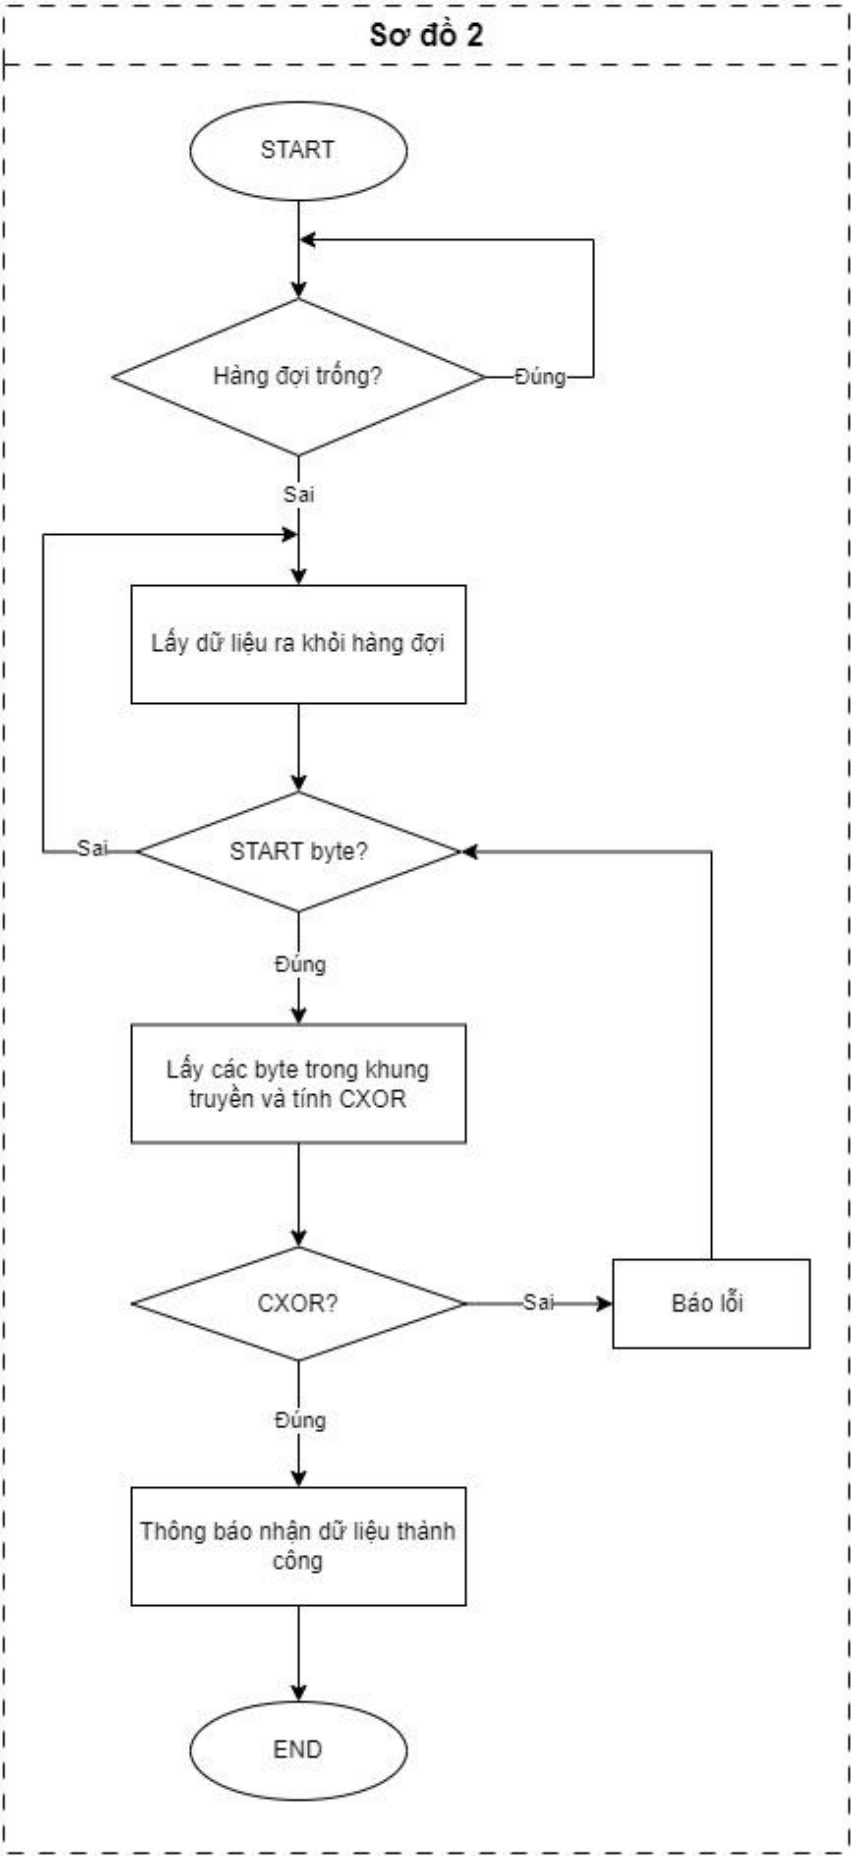 Sơ đồ 2
START
Hàng đợi trống?
Đúng
Sai
Lấy dữ liệu ra khỏi hàng đợi
START byte?
Sai
Đúng
Lấy các byte trong khung
truyền và tính CXOR
CXOR?
Sai
Báo lỗi
Đúng
Thông báo nhận dữ liệu thành
công
END